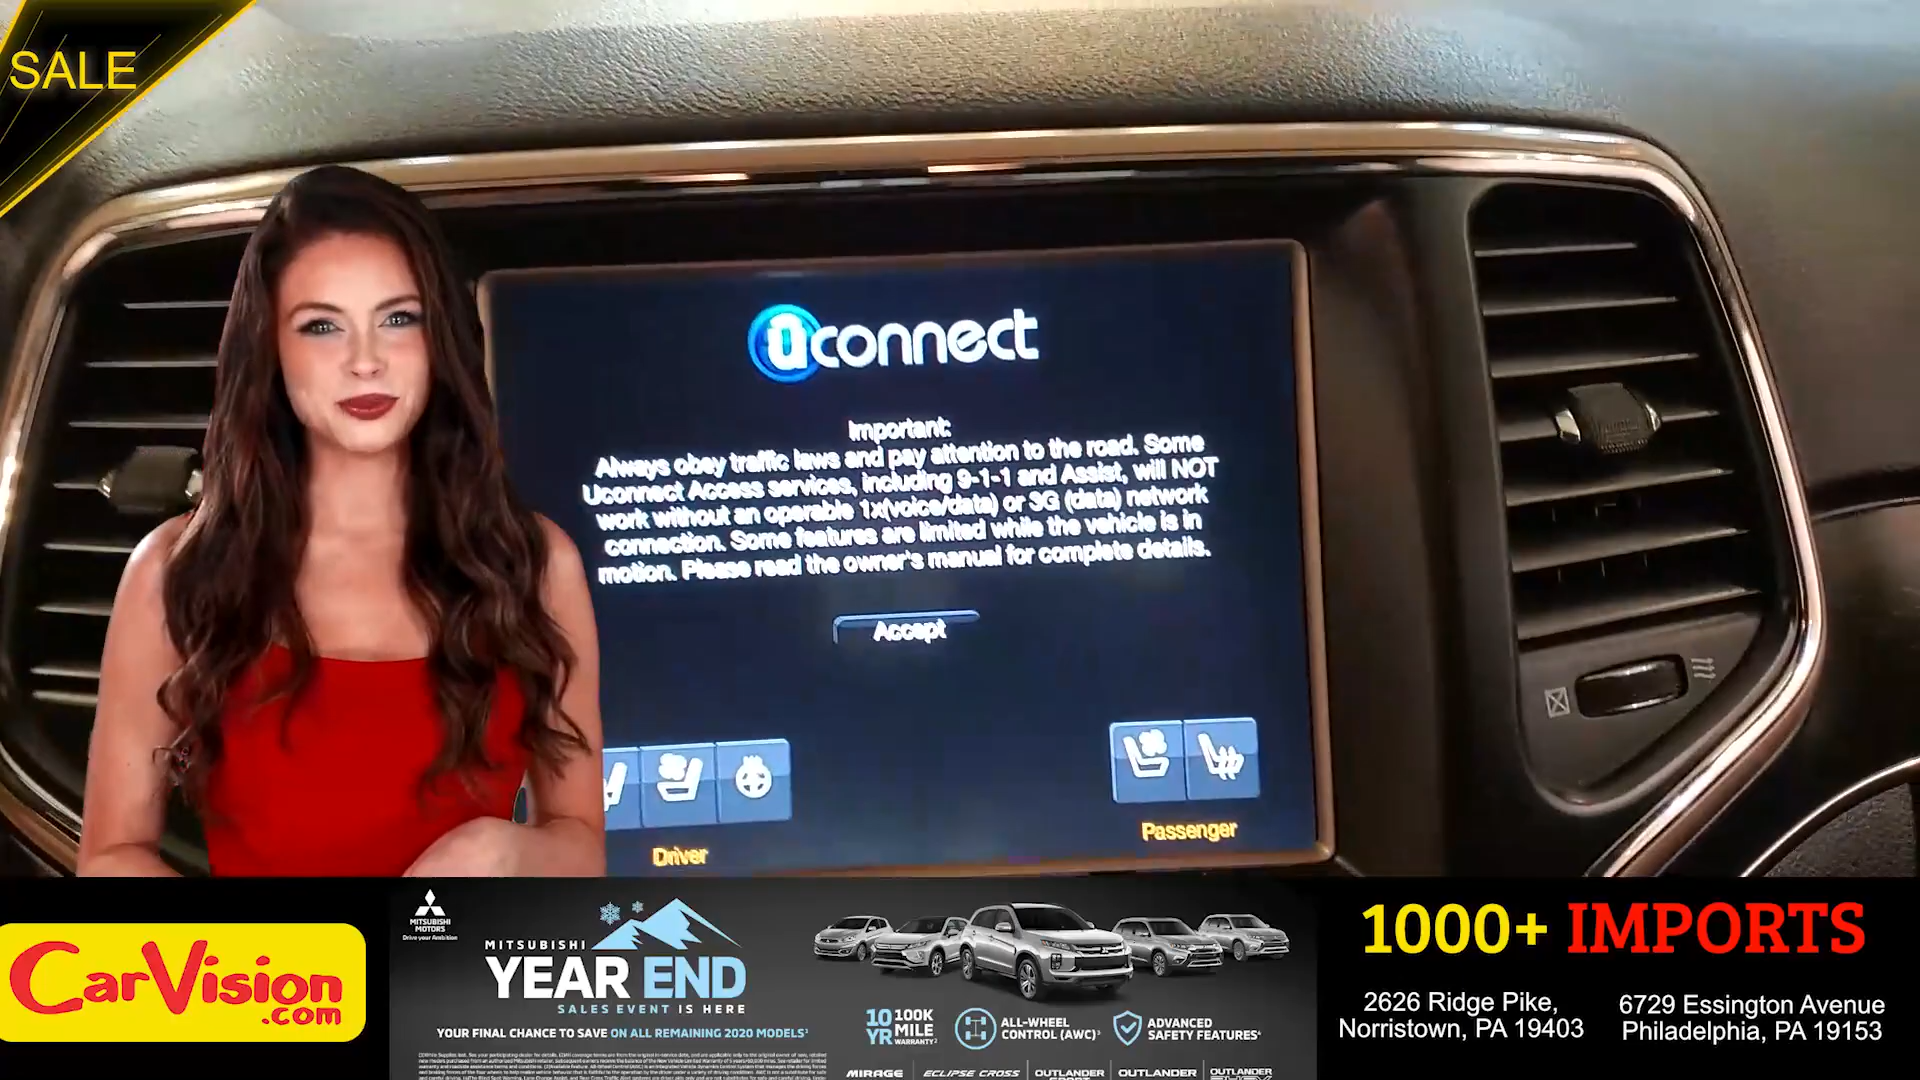 SALE
uconnect
Important:
Always obey traffic laws and pay attention to the road. Some
Uconnect Access services, including 9-1-1 and Assist, will NOT
work without an operable 1x(voice/data) or 3G (data) network
connection. Some features are limited while the vehicle is in
motion. Please read the owner's manual for complete details.
Accept
Driver
Passenger
CarVision
.com
MITSUBISHI
MOTORS
Drive your Ambition
MITSUBISHI
YEAR END
SALES EVENT IS HERE
YOUR FINAL CHANCE TO SAVE ON ALL REMAINING 2020 MODELS¹
10 YR 100K MILE WARRANTY²
ALL-WHEEL
CONTROL (AWC)³
ADVANCED
SAFETY FEATURES⁴
MIRAGE ECLIPSE CROSS OUTLANDER OUTLANDER OUTLANDER
1000+ IMPORTS
2626 Ridge Pike,
Norristown, PA 19403
6729 Essington Avenue
Philadelphia, PA 19153